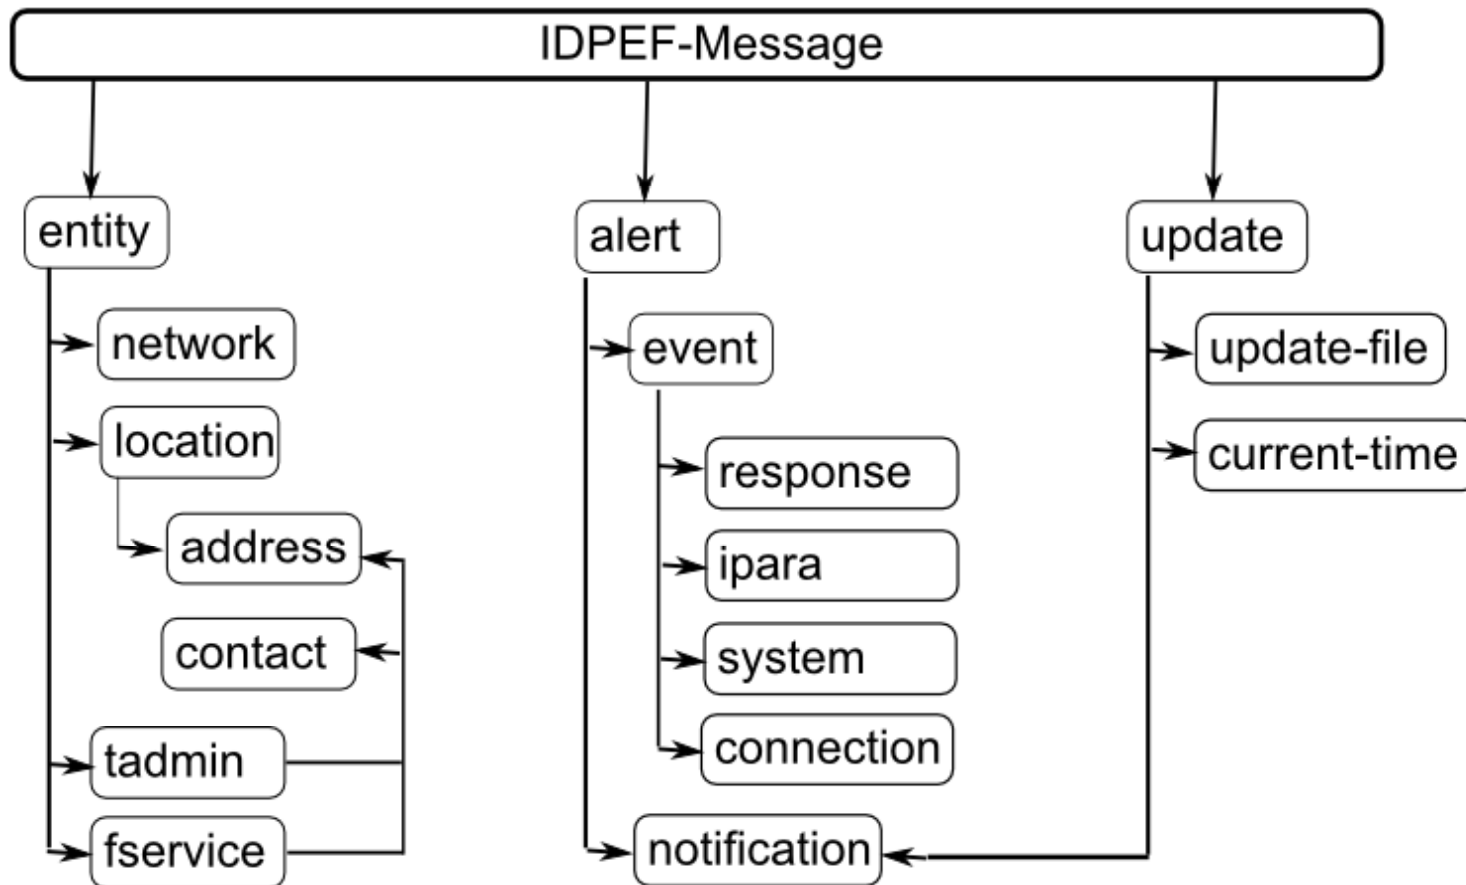 IDPEF-Message
entity
network
location
address
contact
tadmin
fservice
alert
event
response
ipara
system
connection
notification
update
update-file
current-time